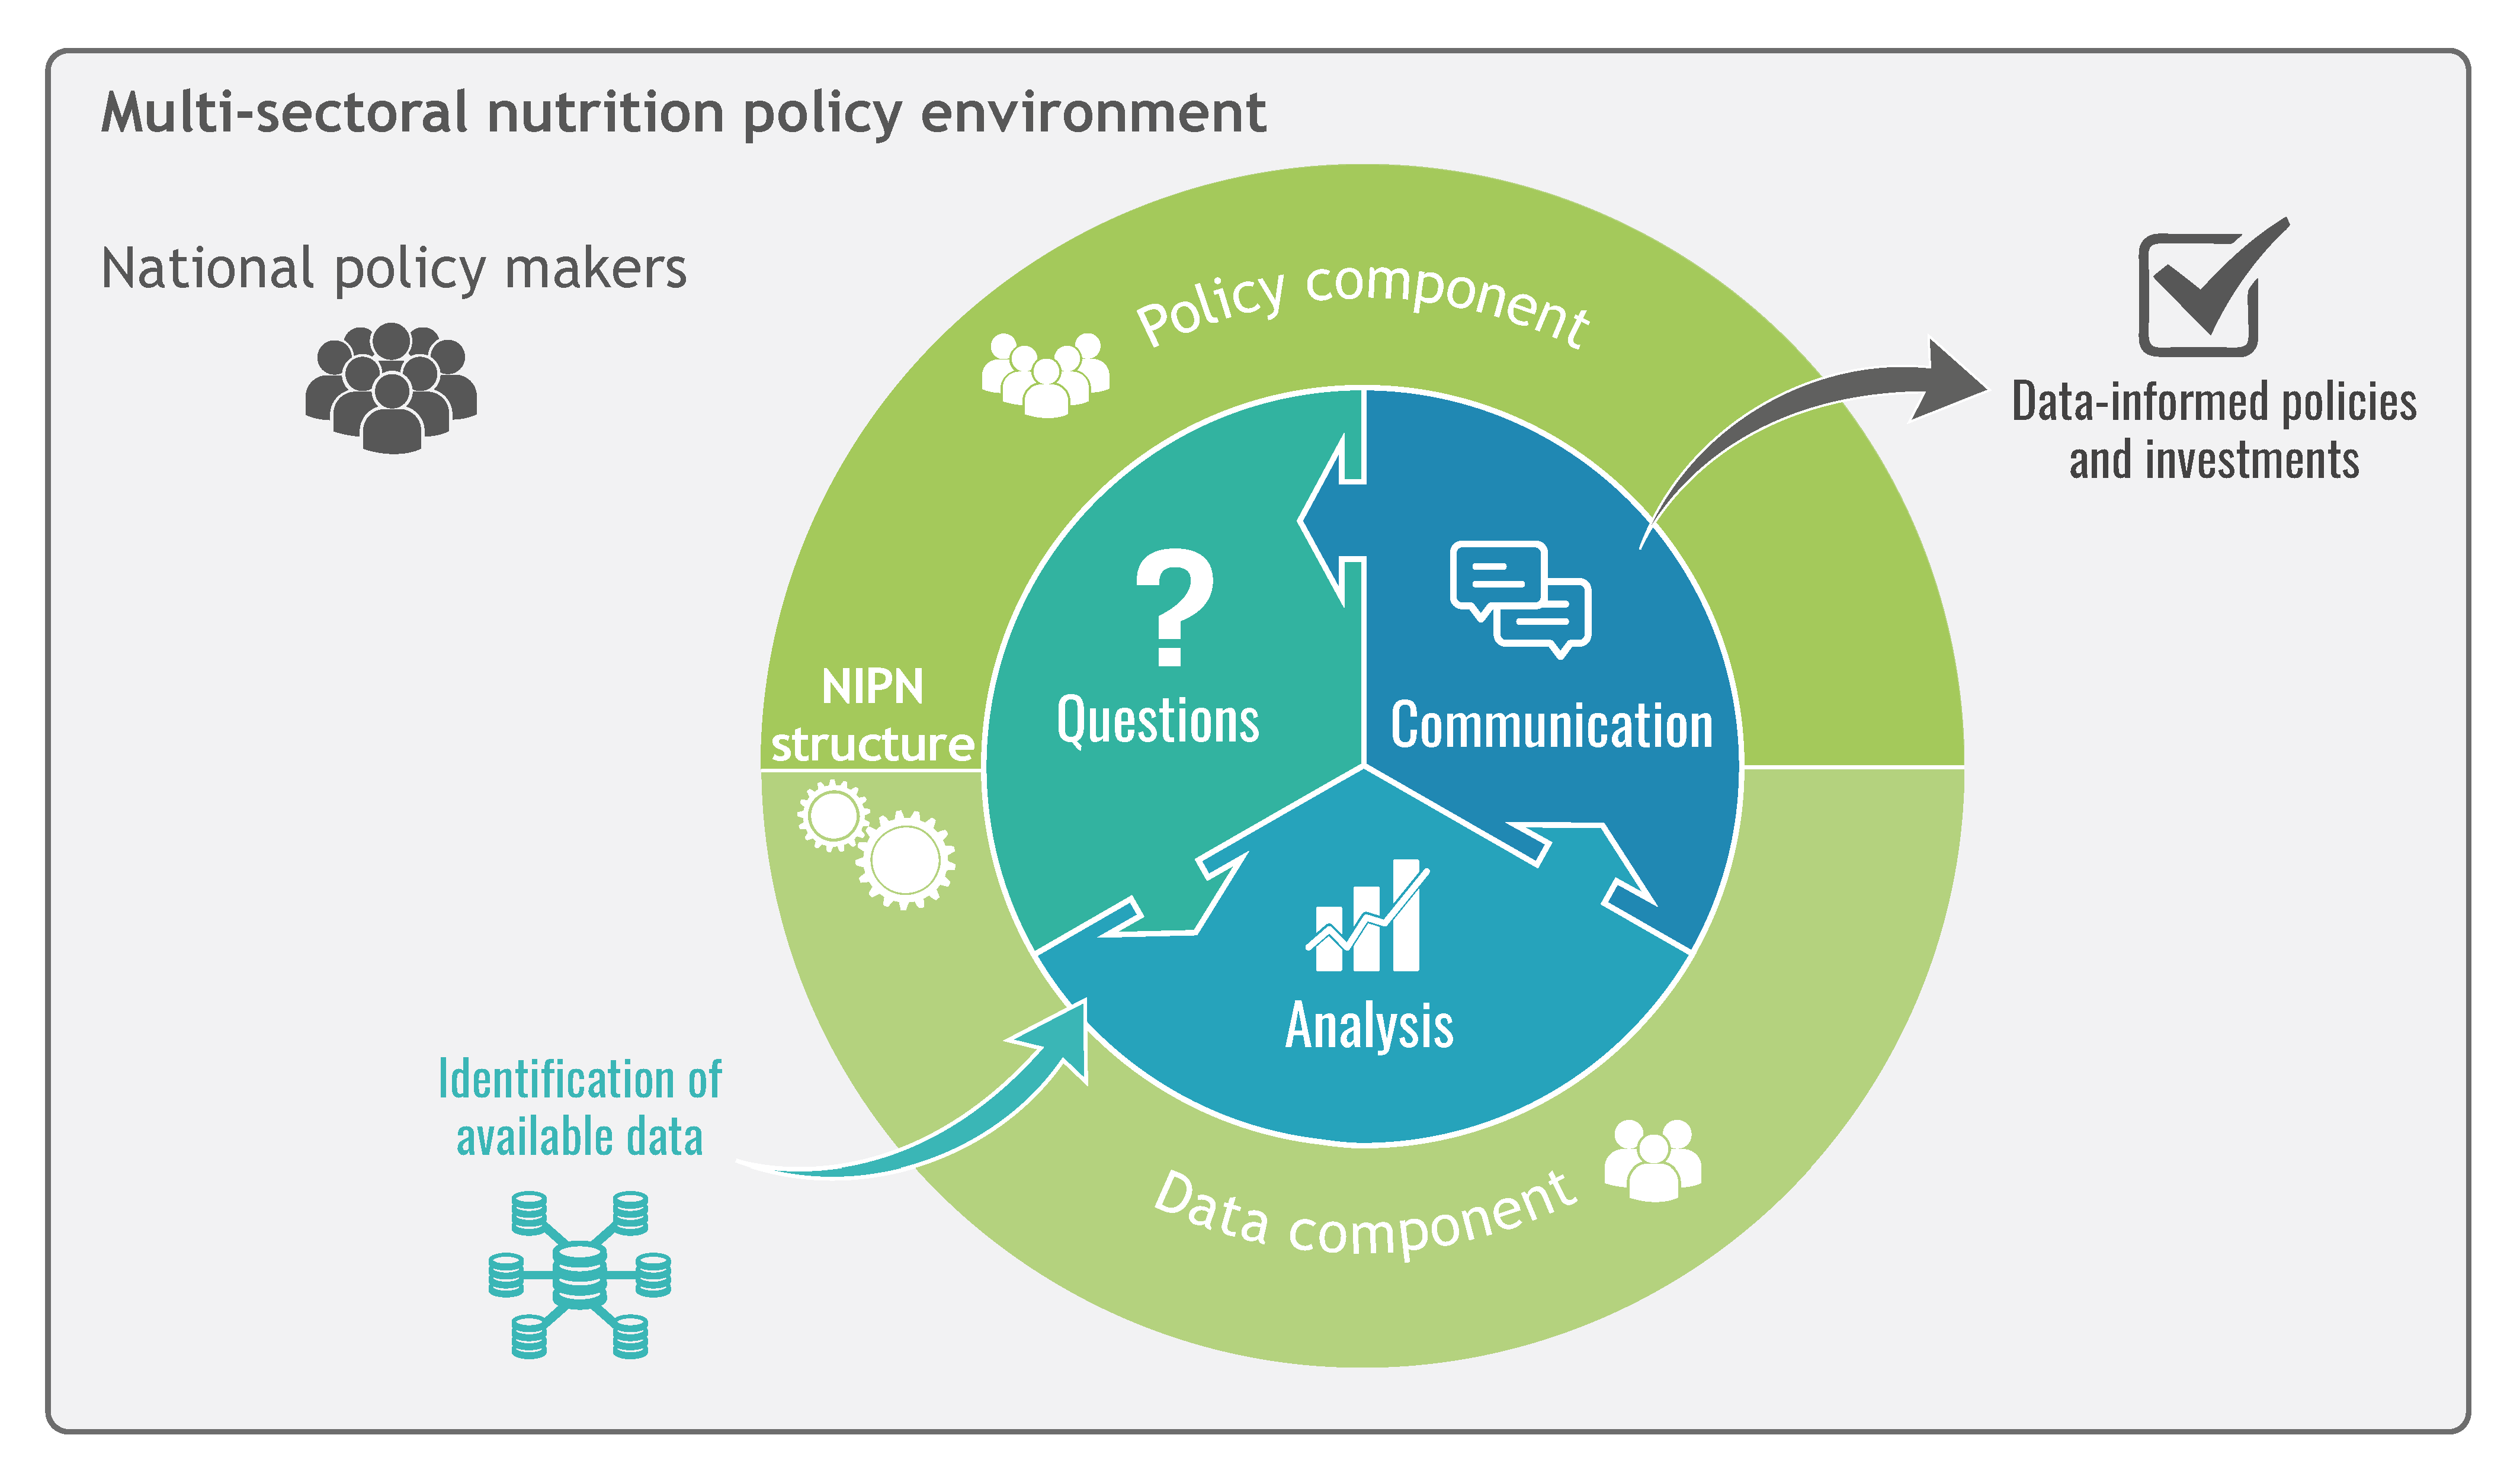 Multi-sectoral nutrition policy environment
National policy makers
Policy component
Data-informed policies
and investments
NIPN
structure
Questions
Communication
Analysis
Identification of
available data
Data component